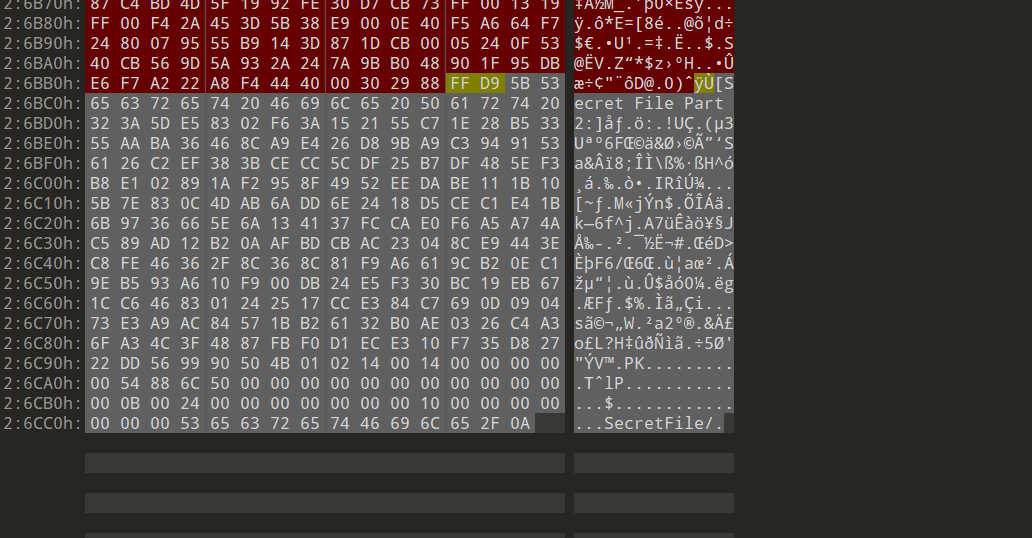 2:6B70h: 87 C4 BD 4D 5F 19 92 FE 30 D7 CB 73 FF 00 13 19
2:6B80h: FF 00 F4 2A 45 3D 5B 38 E9 00 0E 40 F5 A6 64 F7 ÿ.ô*E=[8é..@õ¦d÷
2:6B90h: 24 80 07 95 55 B9 14 3D 87 1D CB 00 05 24 0F 53 $€.•U¹.=‡.Ë..$.S
2:6BA0h: 40 CB 56 9D 5A 93 2A 24 7A 9B B0 48 90 1F 95 DB @ËV.Z“*$z›°H..•Û
2:6BB0h: E6 F7 A2 22 A8 F4 44 40 00 30 29 88 FF D9 5B 53 æ÷¢"¨ôD@.0)ˆÿÙ[S
2:6BC0h: 65 63 72 65 74 20 46 69 6C 65 20 50 61 72 74 20 ecret File Part
2:6BD0h: 32 3A 5D E5 83 02 F6 3A 15 21 55 C7 1E 28 B5 33 2:]åƒ.ö:.!UÇ.(µ3
2:6BE0h: 55 AA BA 36 46 8C A9 E4 26 D8 9B A9 C3 94 91 53 Uªº6FŒ©ä&Ø›©Ã”‘S
2:6BF0h: 61 26 C2 EF 38 3B CE CC 5C DF 25 B7 DF 48 5E F3 a&Âï8;ÎÌ\ß%·ßH^ó
2:6C00h: B8 E1 02 89 1A F2 95 8F 49 52 EE DA BE 11 1B 10 ¸á.‰.ò•.IRîÚ¾...
2:6C10h: 5B 7E 83 0C 4D AB 6A DD 6E 24 18 D5 CE C1 E4 1B [~ƒ.M«jÝn$.ÕÎÁä.
2:6C20h: 6B 97 36 66 5E 6A 13 41 37 FC CA E0 F6 A5 A7 4A k—6f^j.A7üÊàö¥§J
2:6C30h: C5 89 AD 12 B2 0A AF BD CB AC 23 04 8C E9 44 3E Å‰-.².¯½Ë¬#.ŒéD>
2:6C40h: C8 FE 46 36 2F 8C 36 8C 81 F9 A6 61 9C B2 0E C1 ÈþF6/Œ6Œ.ù¦aœ².Á
2:6C50h: 9E B5 93 A6 10 F9 00 DB 24 E5 F3 30 BC 19 EB 67 žµ“¦.ù.Û$åó0¼.ëg
2:6C60h: 1C C6 46 83 01 24 25 17 CC E3 84 C7 69 0D 09 04 .ÆFƒ.$%.Ìã„Çi...
2:6C70h: 73 E3 A9 AC 84 57 1B B2 61 32 B0 AE 03 26 C4 A3 sã©¬„W.²a2°®.&Ä£
2:6C80h: 6F A3 4C 3F 48 87 FB F0 D1 EC E3 10 F7 35 D8 27 o£L?H‡ûðÑìã.÷5Ø'
2:6C90h: 22 DD 56 99 90 50 4B 01 02 14 00 14 00 00 00 00 "ÝV™.PK.........
2:6CA0h: 00 54 88 6C 50 00 00 00 00 00 00 00 00 00 00 00 .TˆlP...........
2:6CB0h: 00 0B 00 24 00 00 00 00 00 00 00 10 00 00 00 00 ...$............
2:6CC0h: 00 00 00 53 65 63 72 65 74 46 69 6C 65 2F 0A ...SecretFile/.